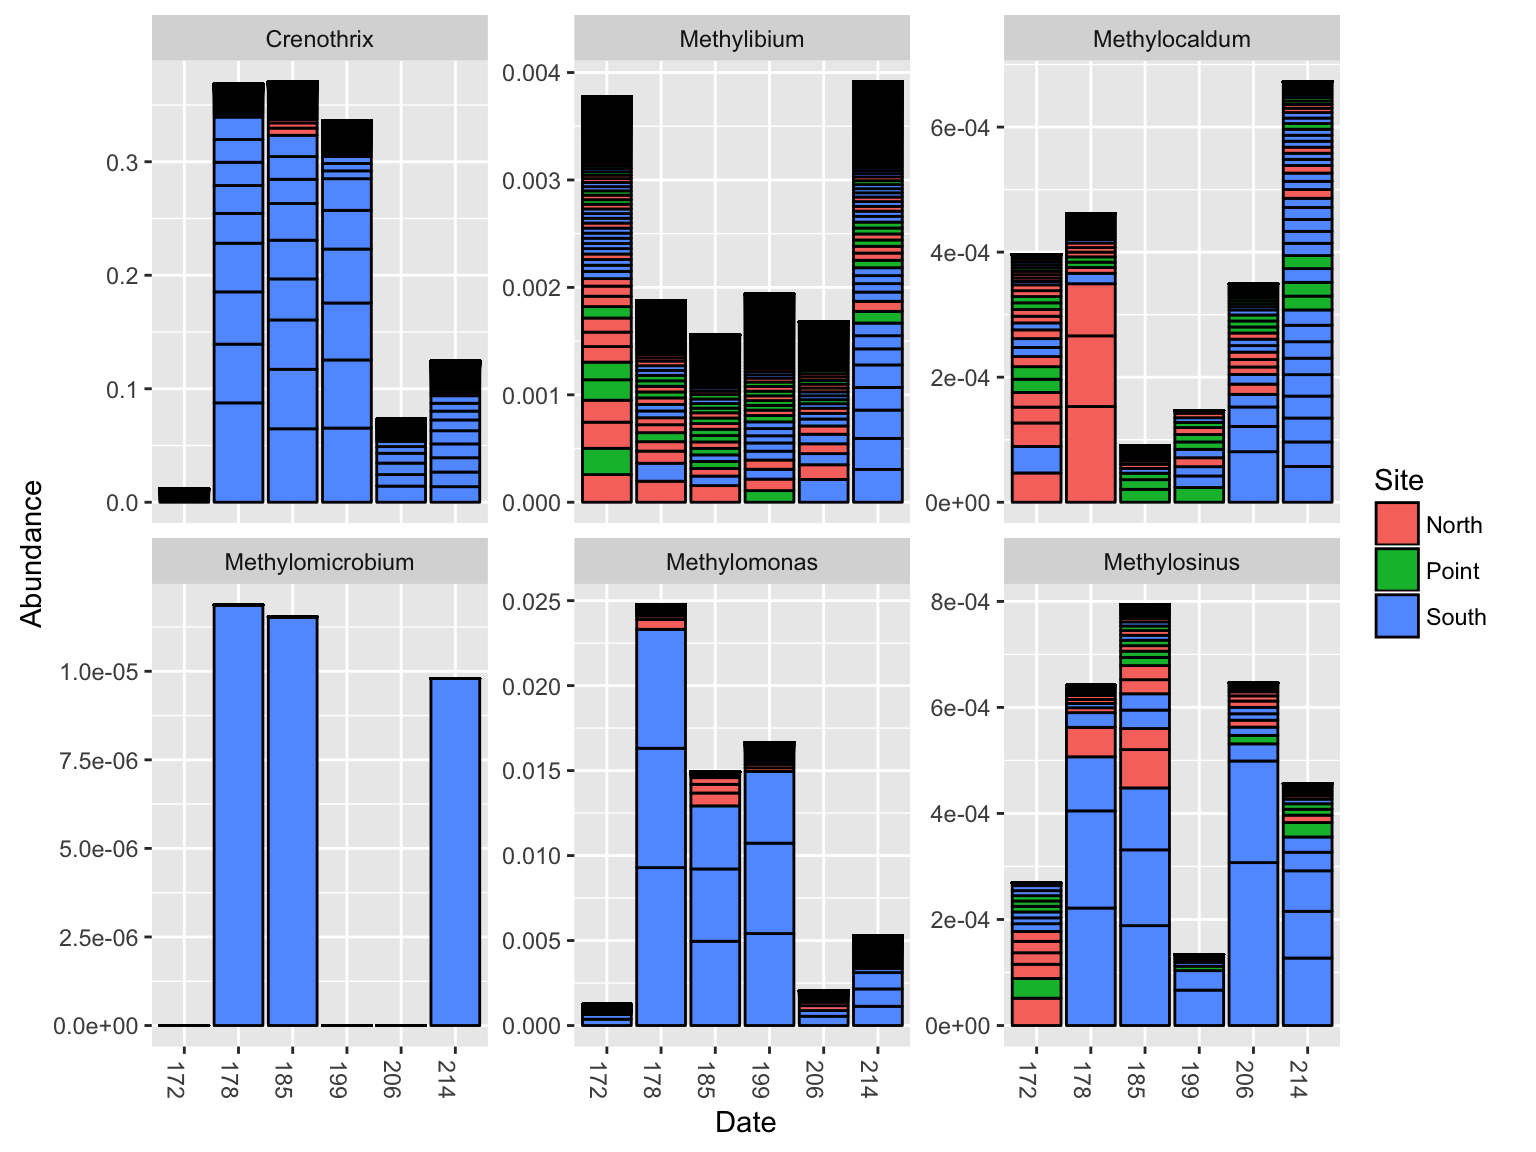 Crenothrix
Methylibium
Methylocaldum
0.3
0.2
0.1
0.0
0.004
0.003
0.002
0.001
0.000
6e-04
4e-04
2e-04
0e+00
Methylomicrobium
Methylomonas
Methylosinus
1.0e-05
7.5e-06
5.0e-06
2.5e-06
0.0e+00
0.025
0.020
0.015
0.010
0.005
0.000
8e-04
6e-04
4e-04
2e-04
0e+00
172 178 185 199 206 214
172 178 185 199 206 214
172 178 185 199 206 214
Date
Abundance
Site
North
Point
South